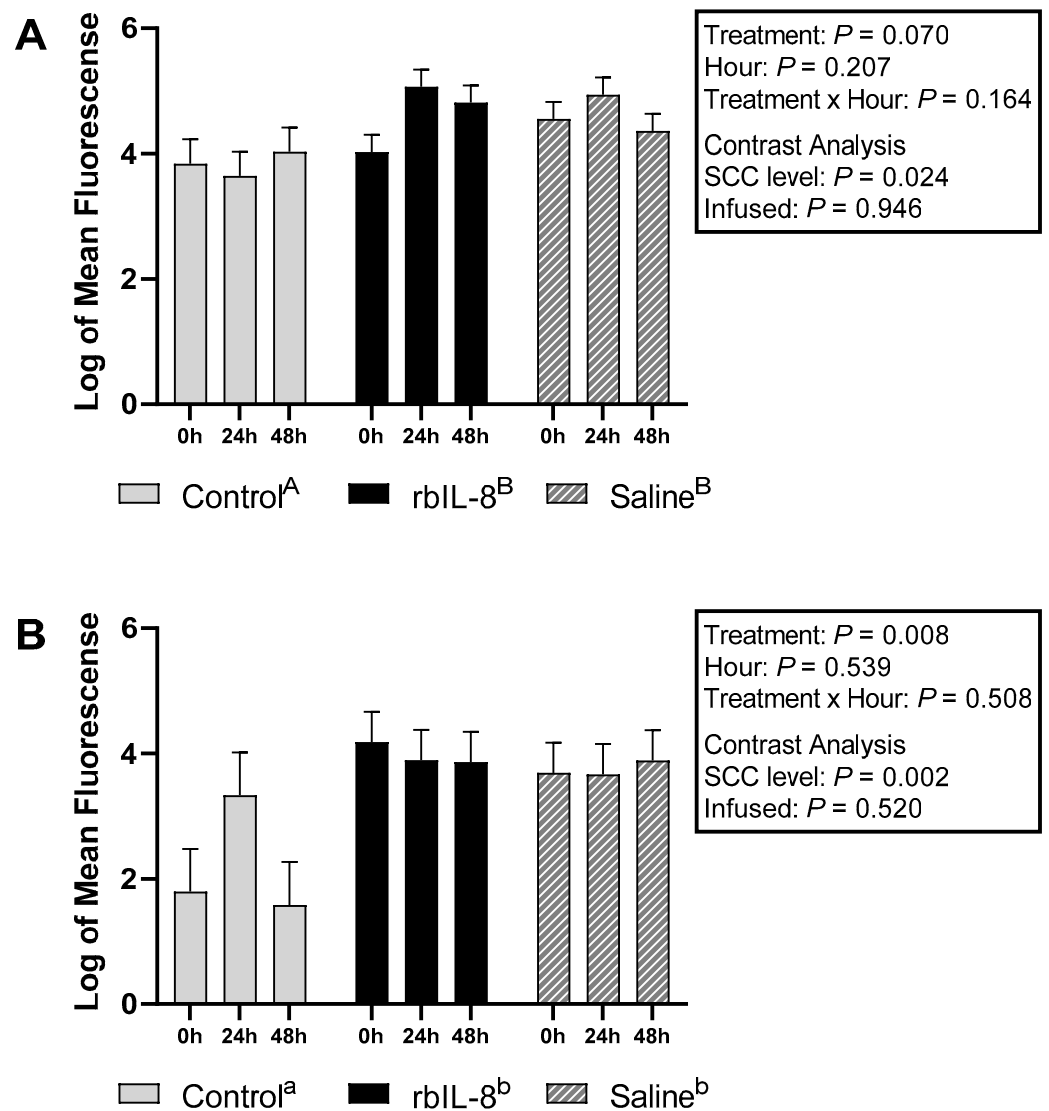 A
Log of Mean Fluorescense
6
4
2
0
0h 24h 48h 0h 24h 48h 0h 24h 48h
Control^A rbIL-8^B Saline^B
Treatment: P = 0.070
Hour: P = 0.207
Treatment x Hour: P = 0.164
Contrast Analysis
SCC level: P = 0.024
Infused: P = 0.946
B
Log of Mean Fluorescense
6
4
2
0
0h 24h 48h 0h 24h 48h 0h 24h 48h
Control^a rbIL-8^b Saline^b
Treatment: P = 0.008
Hour: P = 0.539
Treatment x Hour: P = 0.508
Contrast Analysis
SCC level: P = 0.002
Infused: P = 0.520